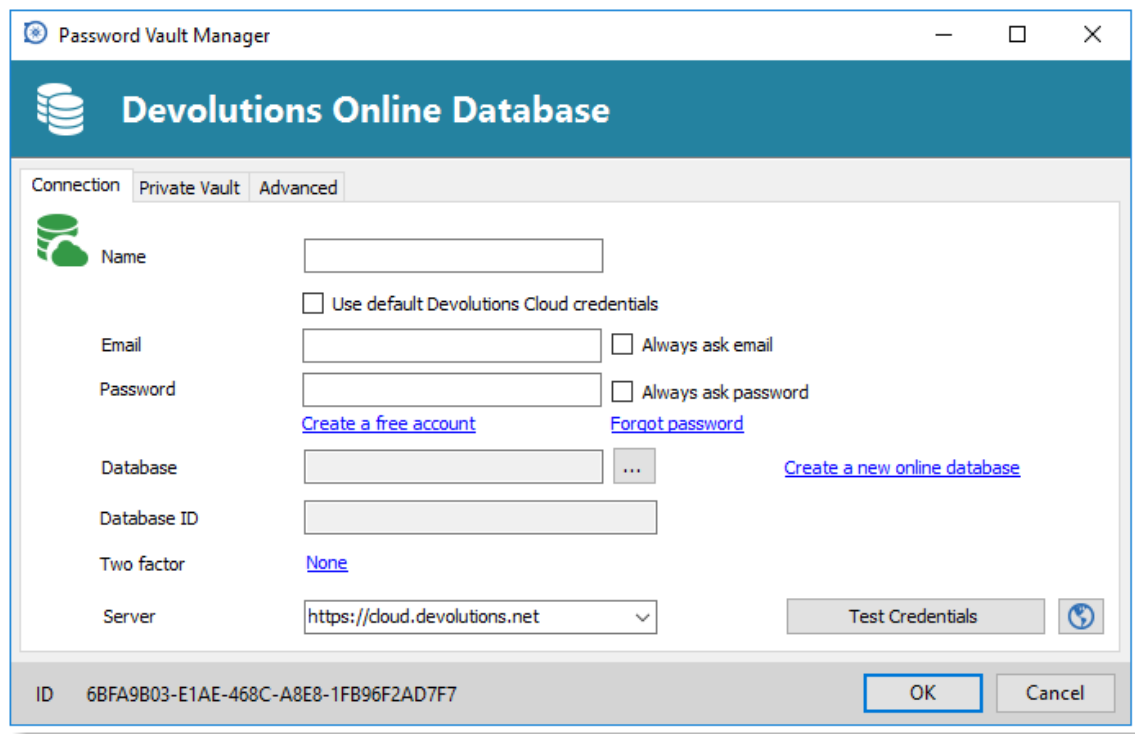 Password Vault Manager
Devolutions Online Database
Connection Private Vault Advanced
Name
Use default Devolutions Cloud credentials
Email Always ask email
Password Always ask password
Create a free account Forgot password
Database ... Create a new online database
Database ID
Two factor None
Server https://cloud.devolutions.net Test Credentials
ID 6BFA9B03-E1AE-468C-A8E8-1FB96F2AD7F7 OK Cancel